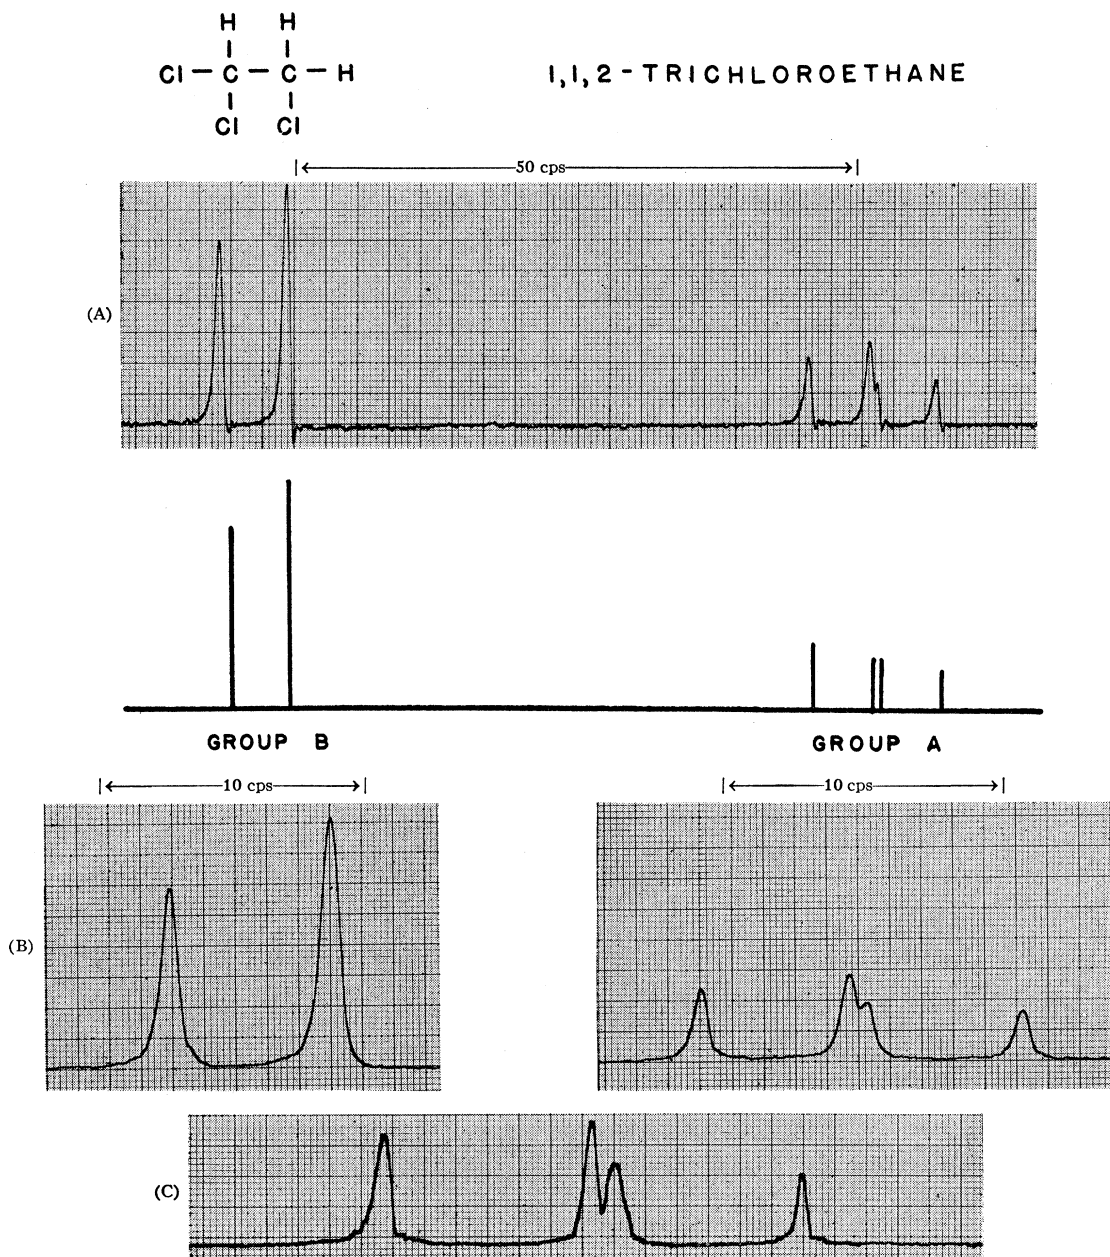 H H
Cl – C – C – H
Cl Cl
1,1,2 - TRICHLOROETHANE
50 cps
(A)
GROUP B
GROUP A
10 cps
10 cps
(B)
(C)